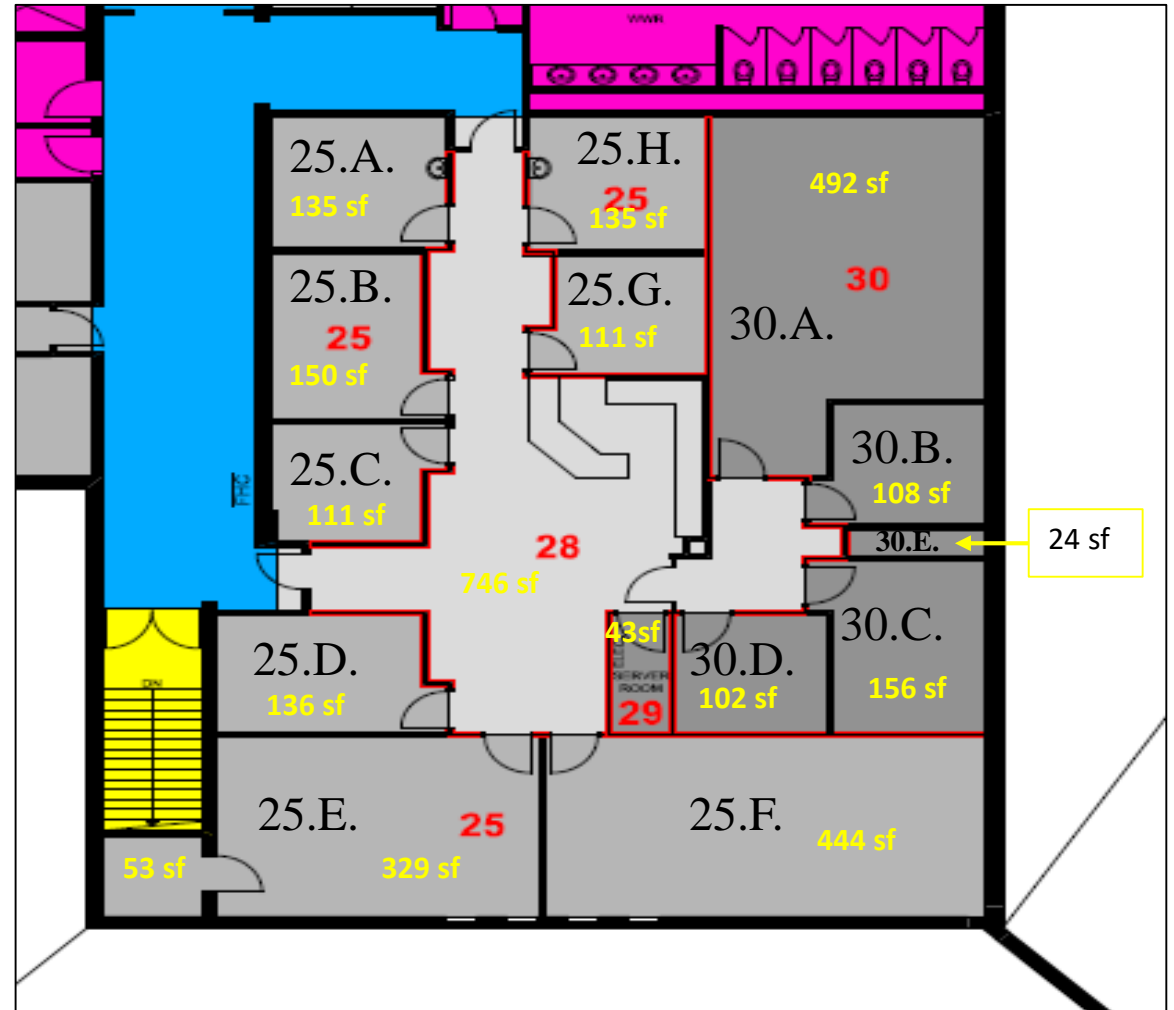 WWR
25.A.
135 sf
25.H.
25
135 sf
492 sf
25.B.
25
150 sf
25.G.
111 sf
30
30.A.
25.C.
111 sf
FHC
30.B.
108 sf
28
746 sf
30.E.
24 sf
25.D.
136 sf
43sf
ELEC
SERVER
ROOM
29
30.D.
102 sf
30.C.
156 sf
DN
25.E.
25
329 sf
25.F.
444 sf
53 sf